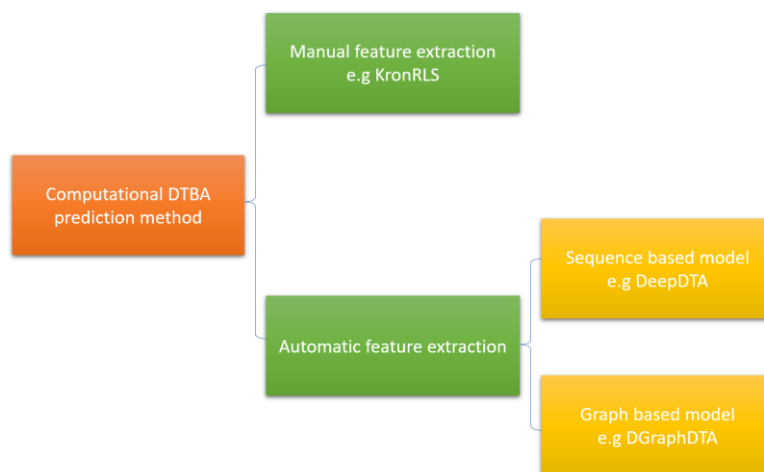 Manual feature extraction
e.g KronRLS
Computational DTBA
prediction method
Automatic feature extraction
Sequence based model
e.g DeepDTA
Graph based model
e.g DGraphDTA